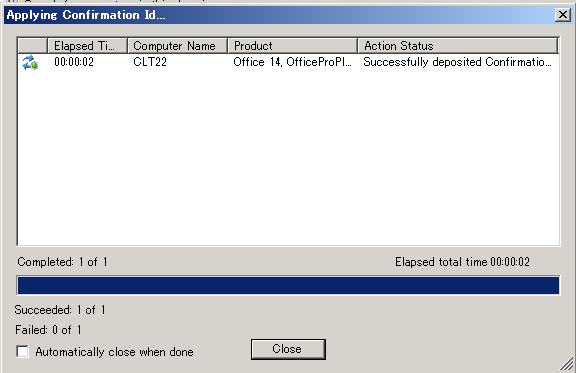 Applying Confirmation Id...
Elapsed Ti... Computer Name Product Action Status
00:00:02 CLT22 Office 14, OfficeProPl... Successfully deposited Confirmatio...
Completed: 1 of 1 Elapsed total time 00:00:02
Succeeded: 1 of 1
Failed: 0 of 1
Automatically close when done Close